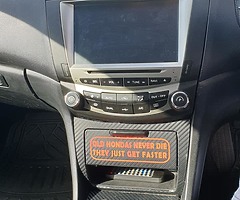 OLD HONDAS NEVER DIE
THEY JUST GET FASTER